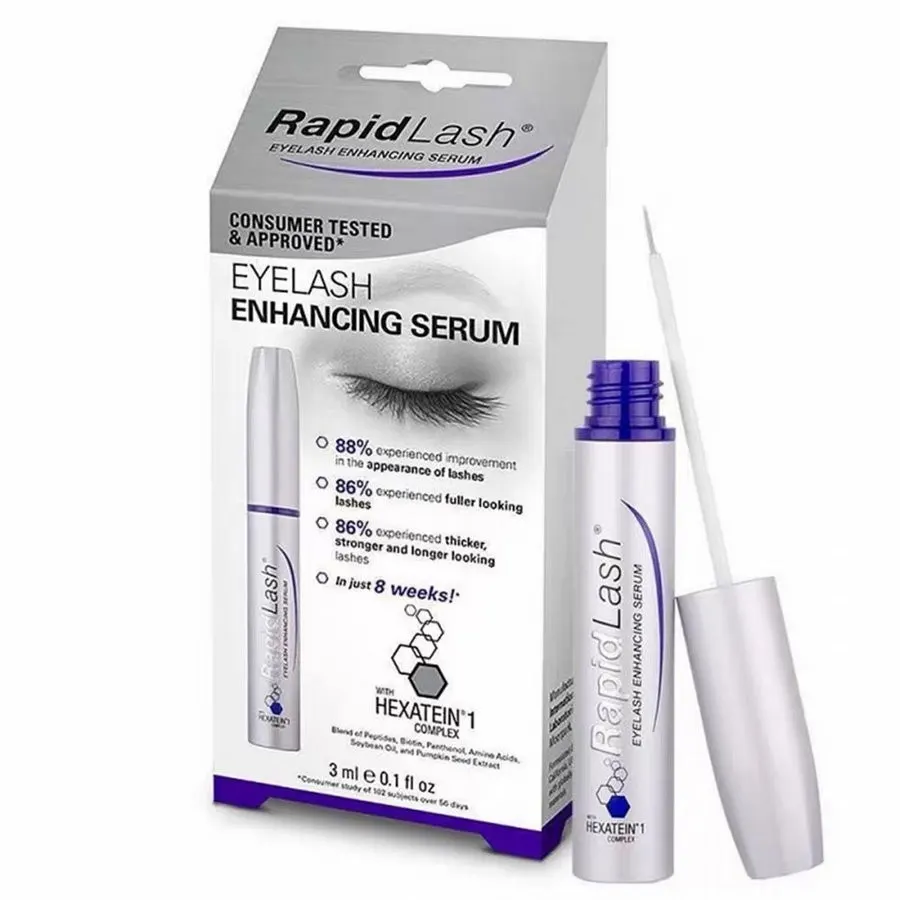 RapidLash®
EYELASH ENHANCING SERUM
CONSUMER TESTED
& APPROVED*
EYELASH
ENHANCING SERUM
88% experienced improvement
in the appearance of lashes
86% experienced fuller looking
lashes
86% experienced thicker,
stronger and longer looking
lashes
In just 8 weeks!*
WITH
HEXATEIN®1
COMPLEX
Blend of Peptides, Biotin, Panthenol, Amino Acids,
Soybean Oil, and Pumpkin Seed Extract
3 ml e 0.1 fl oz
*Consumer study of 102 subjects over 56 days
RapidLash®
EYELASH ENHANCING SERUM
WITH
HEXATEIN®1
COMPLEX
RapidLash®
EYELASH ENHANCING SERUM
WITH
HEXATEIN®1
COMPLEX